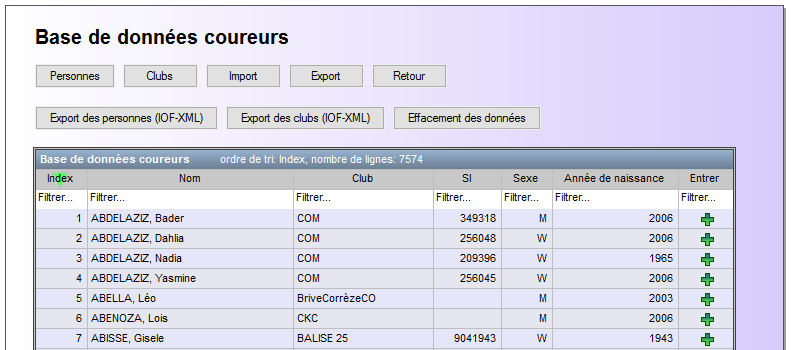 Base de données coureurs
Personnes Clubs Import Export Retour
Export des personnes (IOF-XML) Export des clubs (IOF-XML) Effacement des données
Base de données coureurs ordre de tri: Index, nombre de lignes: 7574
Index Nom Club SI Sexe Année de naissance Entrer
Filtrer... Filtrer... Filtrer... Filtrer... Filtrer... Filtrer... Filtrer...
1 ABDELAZIZ, Bader COM 349318 M 2006
2 ABDELAZIZ, Dahlia COM 256048 W 2006
3 ABDELAZIZ, Nadia COM 209396 W 1965
4 ABDELAZIZ, Yasmine COM 256045 W 2006
5 ABELLA, Léo BriveCorrèzeCO M 2003
6 ABENOZA, Lois CKC M 2006
7 ABISSE, Gisele BALISE 25 9041943 W 1943